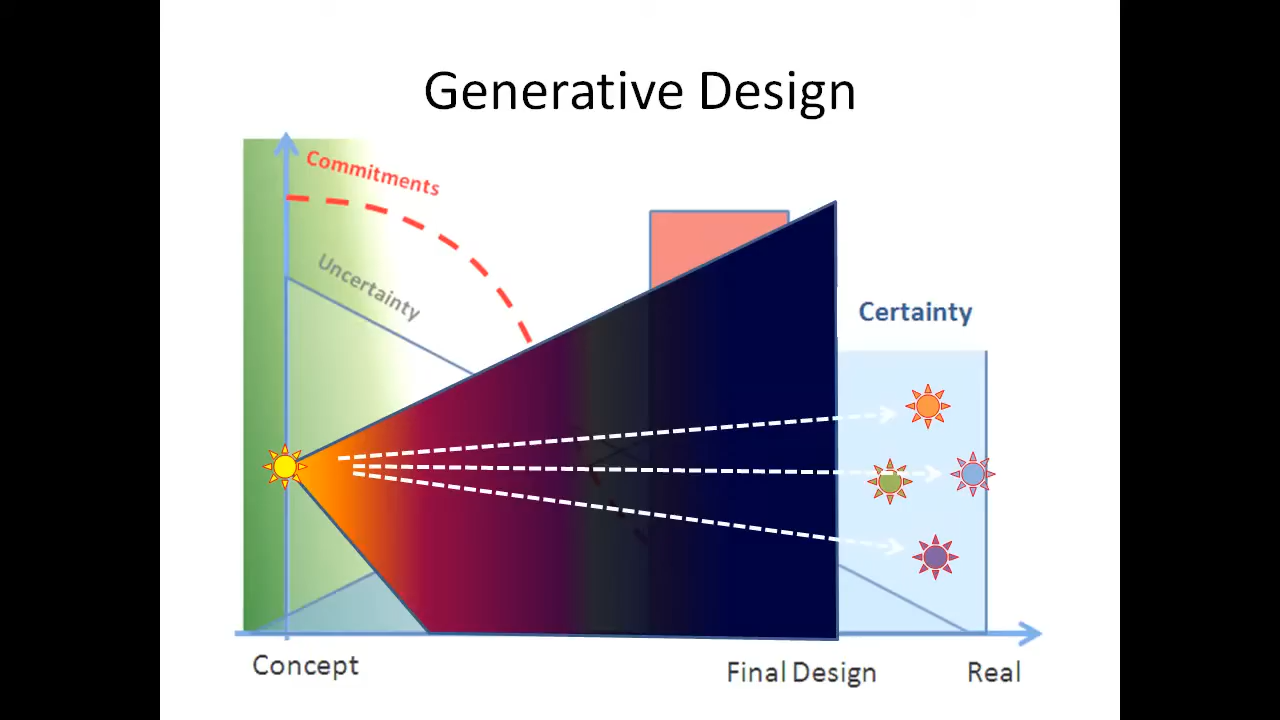 Generative Design
Commitments
Uncertainty
Certainty
Concept
Final Design
Real